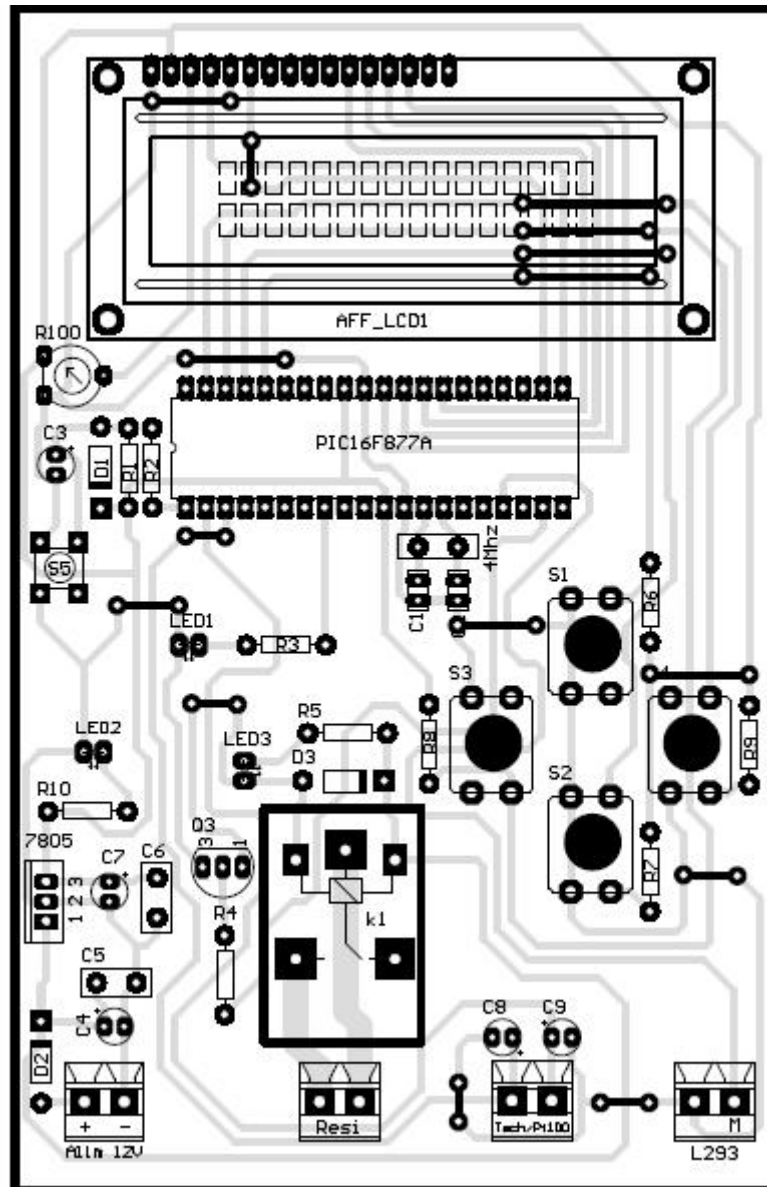 AFF_LCD1
R100
C3
D1
R1
R2
PIC16F877A
S5
4Mhz
C1
S1
R6
LED1
R3
S3
LED2
LED3
R5
D3
R8
R9
S2
R10
7805
C7
C6
Q3
3
1
R4
k1
R7
1 2 3
C5
C4
C8
C9
D2
+ -
Alim 12V
Resi
Tech/Pt100
M
L293